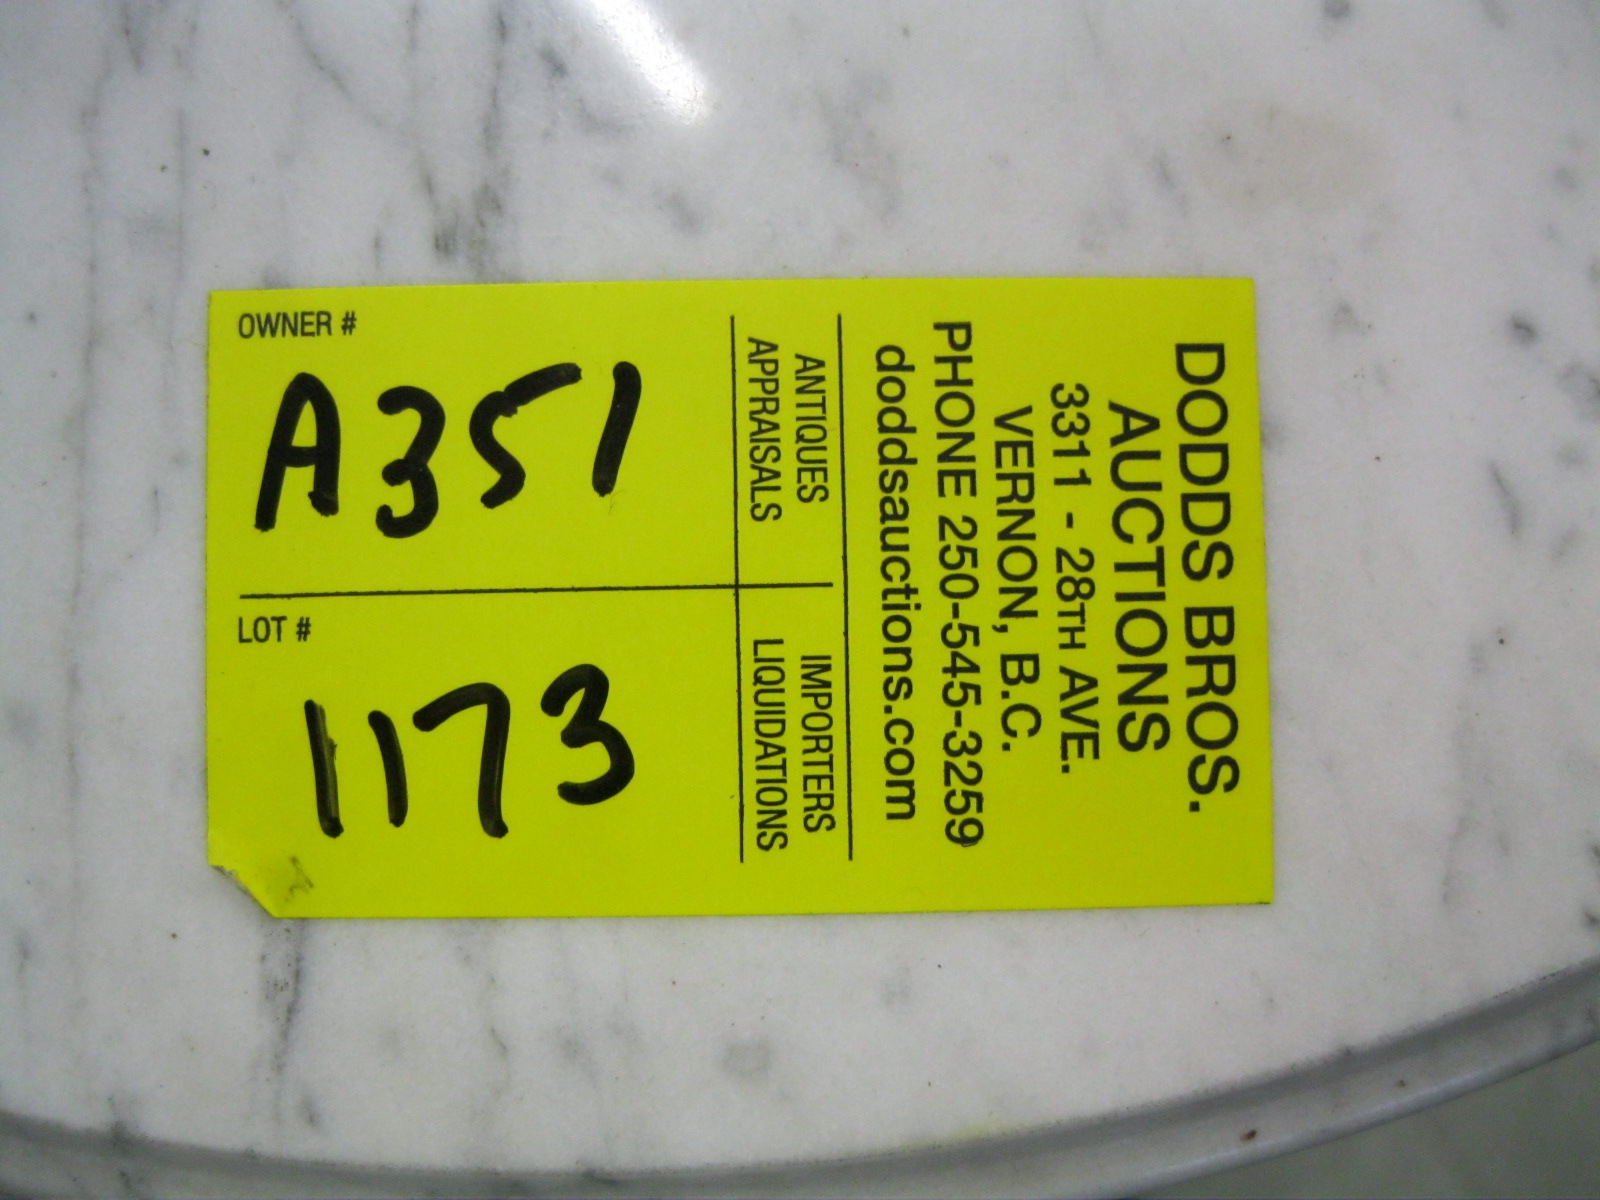 DODDS BROS.
AUCTIONS
3311 - 28TH AVE.
VERNON, B.C.
PHONE 250-545-3259
doddsauctions.com
ANTIQUES
APPRAISALS
IMPORTERS
LIQUIDATIONS
OWNER #
A351
LOT #
1173